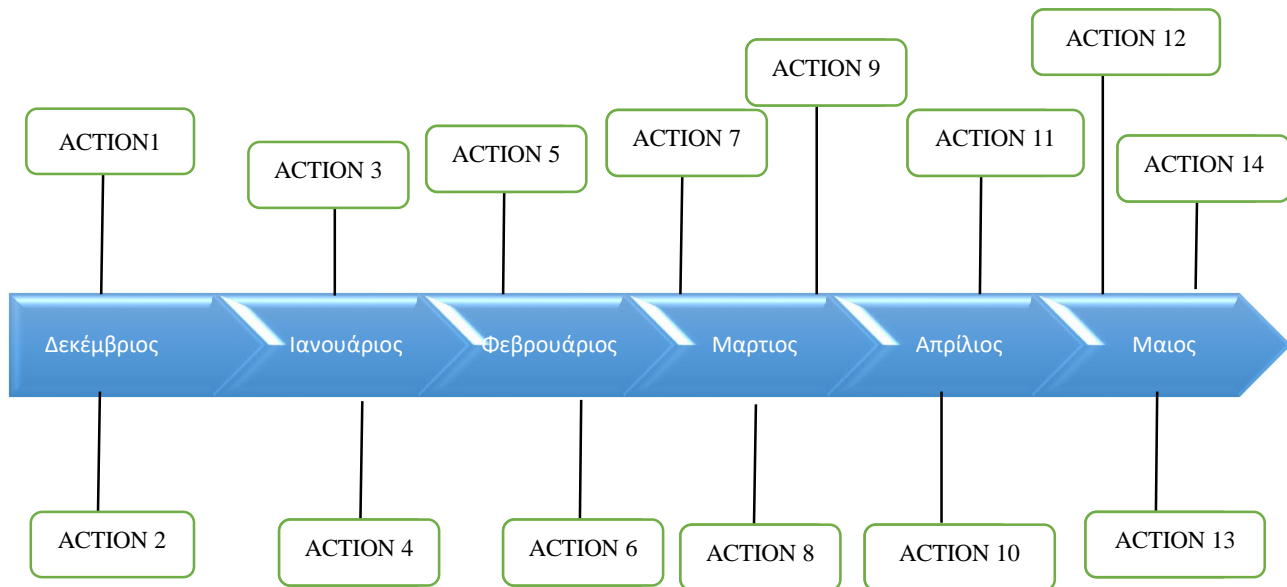 ACTION 12
ACTION 9
ACTION1
ACTION 3
ACTION 5
ACTION 7
ACTION 11
ACTION 14
Δεκέμβριος
Ιανουάριος
Φεβρουάριος
Μαρτιος
Απρίλιος
Μαιος
ACTION 2
ACTION 4
ACTION 6
ACTION 8
ACTION 10
ACTION 13